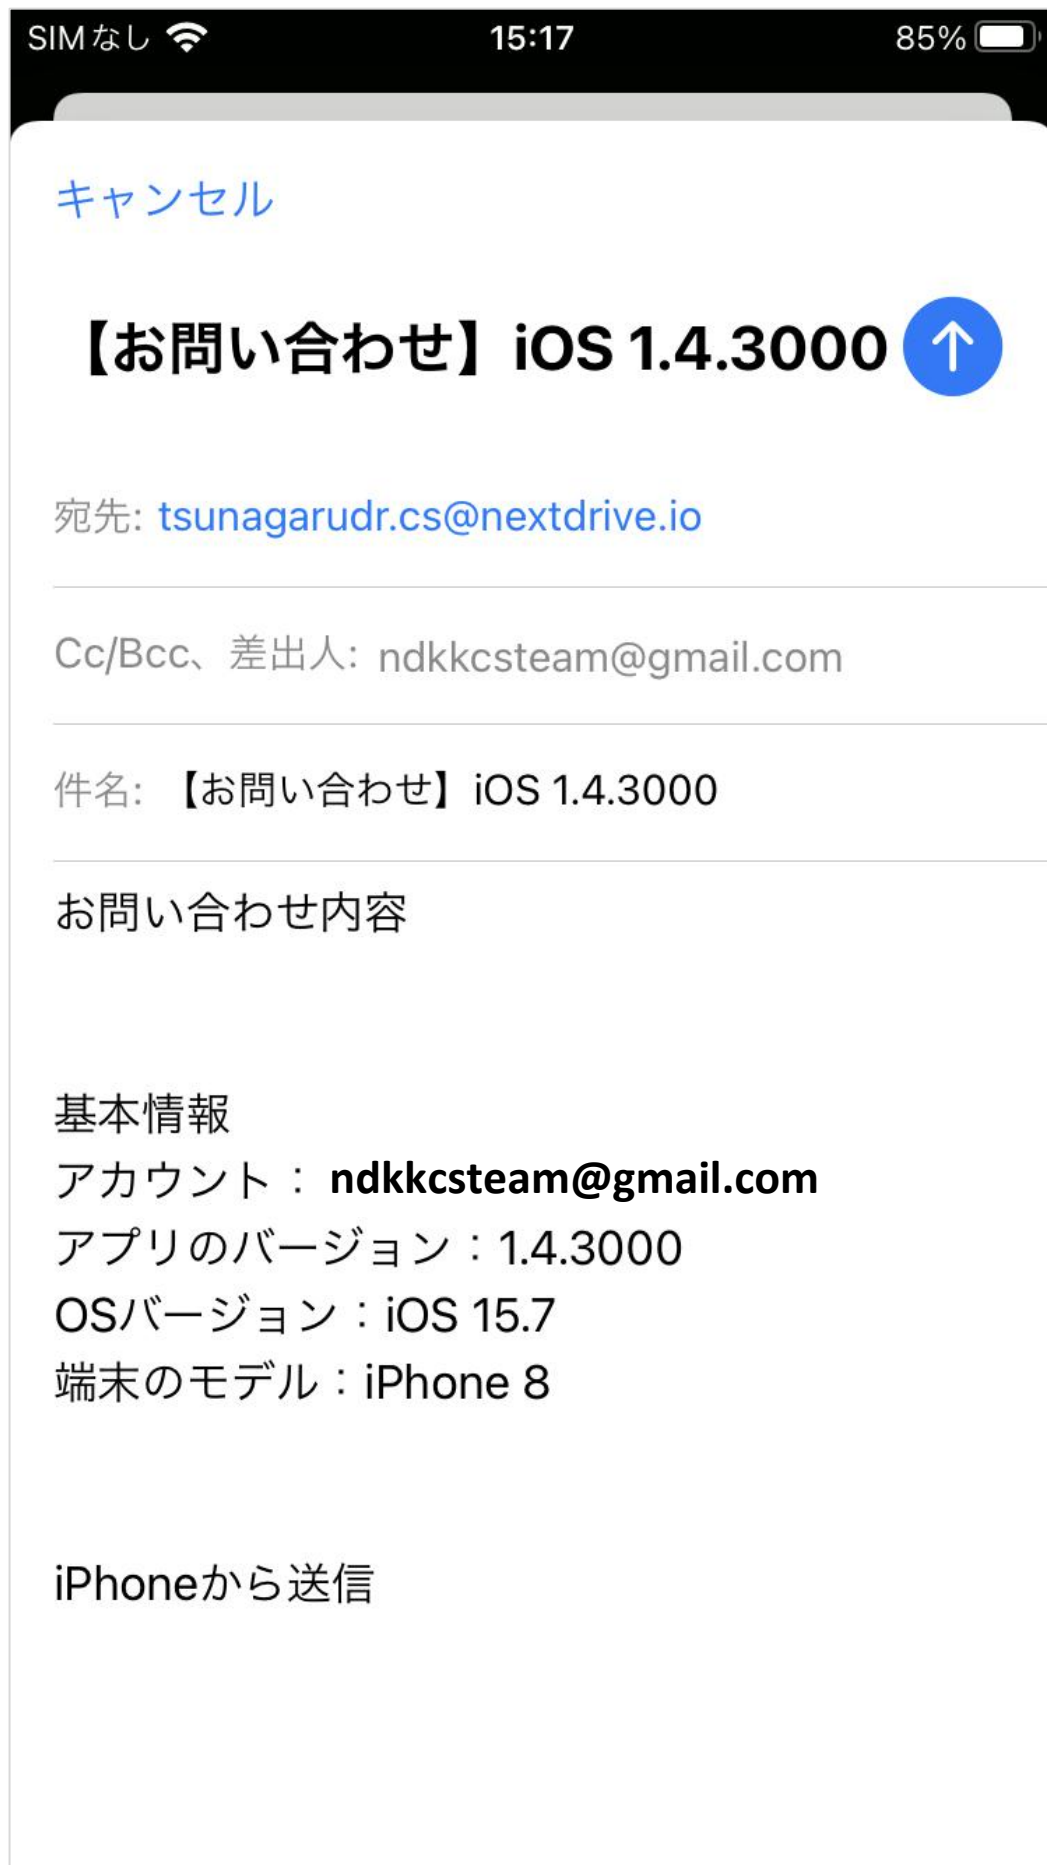 SIMなし 15:17 85%
キャンセル
【お問い合わせ】iOS 1.4.3000
宛先: tsunagarudr.cs@nextdrive.io
Cc/Bcc、差出人: ndkkcsteam@gmail.com
件名: 【お問い合わせ】iOS 1.4.3000
お問い合わせ内容
基本情報
アカウント： ndkkcsteam@gmail.com
アプリのバージョン：1.4.3000
OSバージョン：iOS 15.7
端末のモデル：iPhone 8
iPhoneから送信